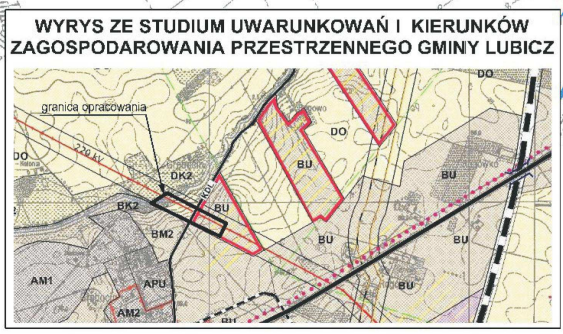 WYRYS ZE STUDIUM UWARUNKOWAŃ I KIERUNKÓW
ZAGOSPODAROWANIA PRZESTRZENNEGO GMINY LUBICZ
granica opracowania
DO
BU
BU
DO
220 kV
DK2
KDL
BU
BK2
BM2
BU
BU
AM1
APU
BU
AM2
BU